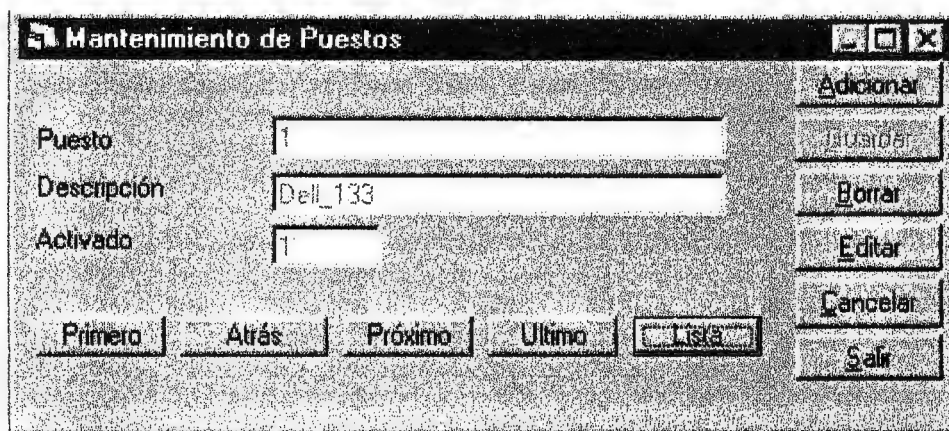 Mantenimiento de Puestos
Adicionar
Puesto 1
Guardar
Descripción Dell_133
Borrar
Activado 1
Editar
Cancelar
Primero Atrás Próximo Ultimo Lista
Salir